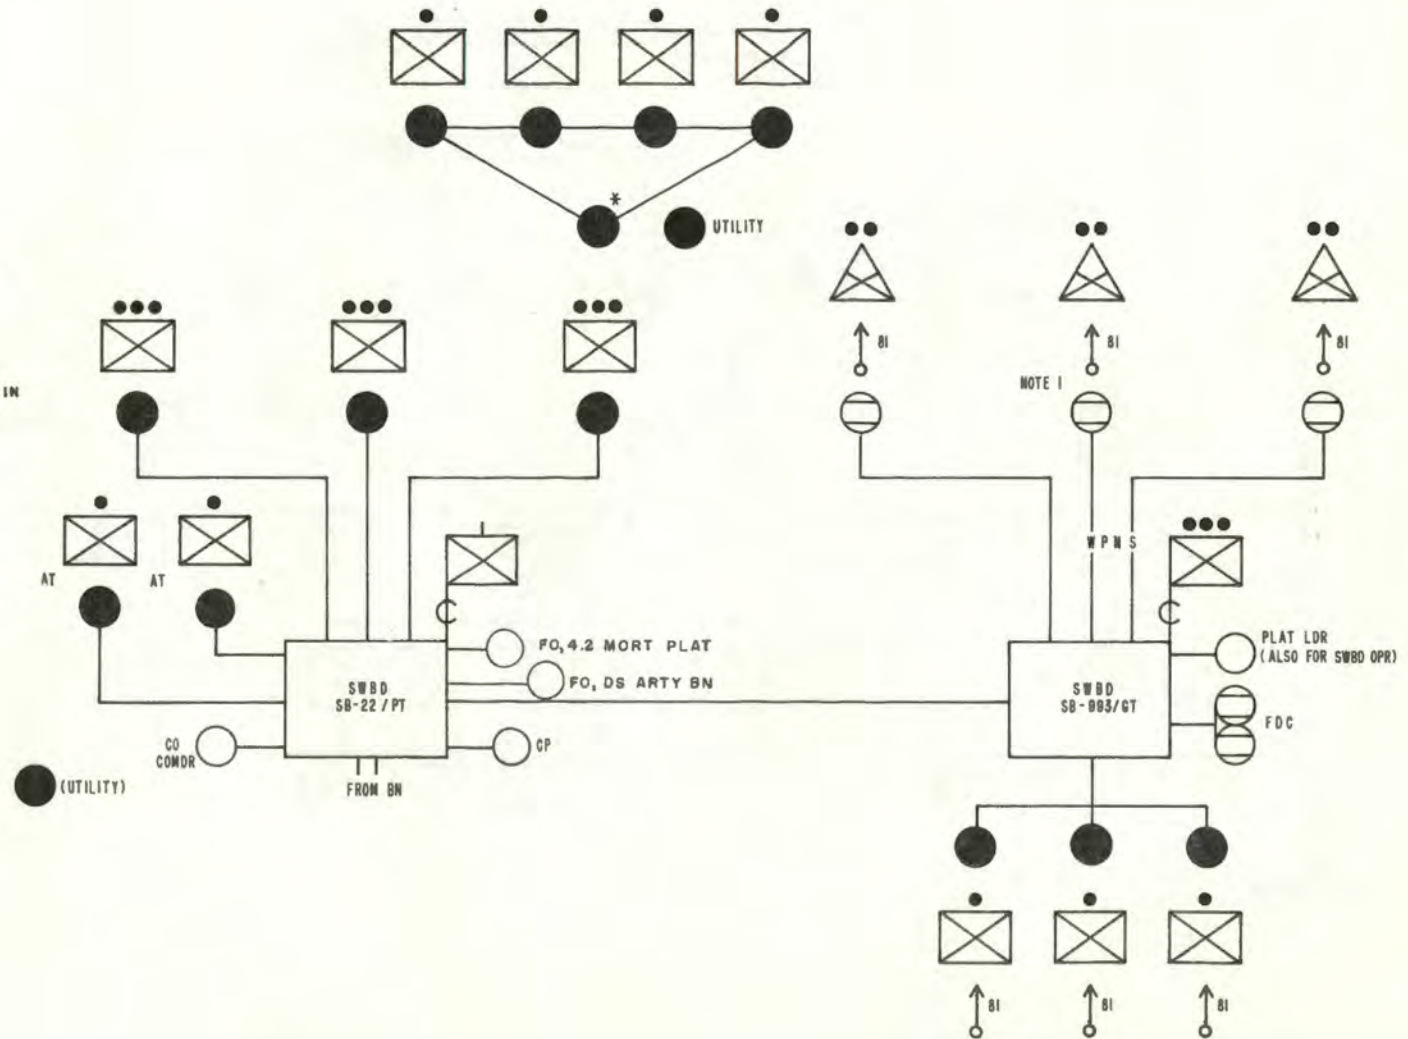 *
UTILITY
81
81
81
IN
NOTE 1
AT
AT
WPNS
FO, 4.2 MORT PLAT
FO, DS ARTY BN
PLAT LDR
(ALSO FOR SWBD OPR)
SWBD
SB-22 / PT
SWBD
SB-993/GT
FDC
CO
COMDR
CP
(UTILITY)
FROM BN
81
81
81